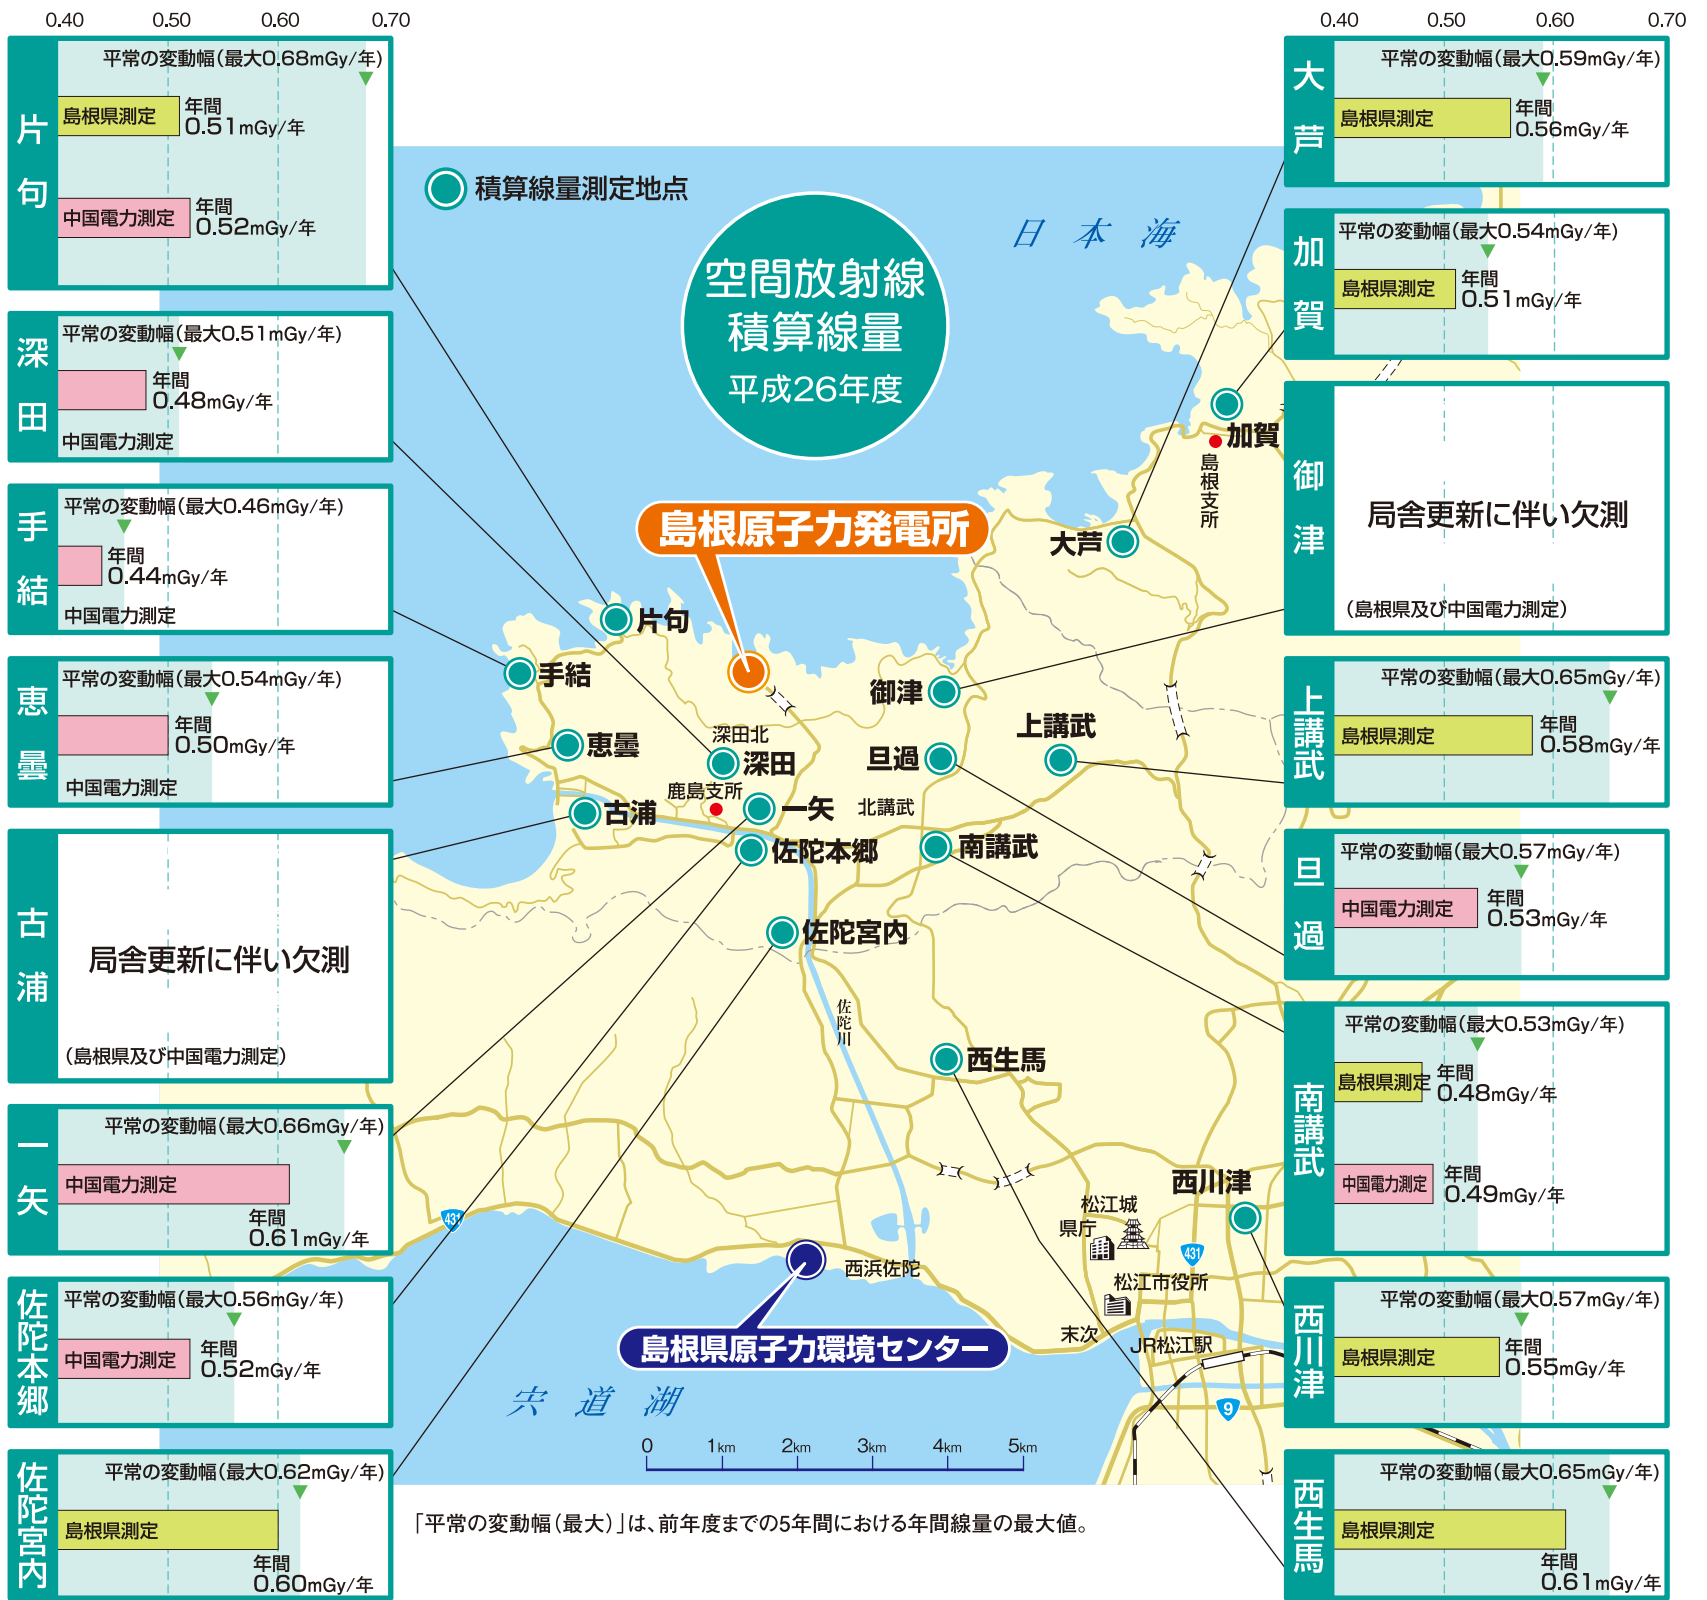 0.40 0.50 0.60 0.70
片句
平常の変動幅(最大0.68mGy/年)
島根県測定
年間
0.51mGy/年
中国電力測定
年間
0.52mGy/年
深田
平常の変動幅(最大0.51mGy/年)
年間
0.48mGy/年
中国電力測定
手結
平常の変動幅(最大0.46mGy/年)
年間
0.44mGy/年
中国電力測定
恵曇
平常の変動幅(最大0.54mGy/年)
年間
0.50mGy/年
中国電力測定
古浦
局舎更新に伴い欠測
(島根県及び中国電力測定)
一矢
平常の変動幅(最大0.66mGy/年)
中国電力測定
年間
0.61mGy/年
佐陀本郷
平常の変動幅(最大0.56mGy/年)
中国電力測定
年間
0.52mGy/年
佐陀宮内
平常の変動幅(最大0.62mGy/年)
島根県測定
年間
0.60mGy/年
積算線量測定地点
空間放射線
積算線量
平成26年度
日本海
加賀
島根支所
島根原子力発電所
大芦
片句
手結
御津
上講武
深田北
恵曇
深田
旦過
鹿島支所
古浦
一矢
北講武
佐陀本郷
南講武
佐陀宮内
佐陀川
西生馬
西川津
松江城
県庁
431
431
西浜佐陀
松江市役所
末次
JR松江駅
島根県原子力環境センター
宍道湖
9
0 1km 2km 3km 4km 5km
「平常の変動幅(最大)」は、前年度までの5年間における年間線量の最大値。
0.40 0.50 0.60 0.70
大芦
平常の変動幅(最大0.59mGy/年)
島根県測定
年間
0.56mGy/年
加賀
平常の変動幅(最大0.54mGy/年)
島根県測定
年間
0.51mGy/年
御津
局舎更新に伴い欠測
(島根県及び中国電力測定)
上講武
平常の変動幅(最大0.65mGy/年)
島根県測定
年間
0.58mGy/年
旦過
平常の変動幅(最大0.57mGy/年)
中国電力測定
年間
0.53mGy/年
南講武
平常の変動幅(最大0.53mGy/年)
島根県測定
年間
0.48mGy/年
中国電力測定
年間
0.49mGy/年
西川津
平常の変動幅(最大0.57mGy/年)
島根県測定
年間
0.55mGy/年
西生馬
平常の変動幅(最大0.65mGy/年)
島根県測定
年間
0.61mGy/年